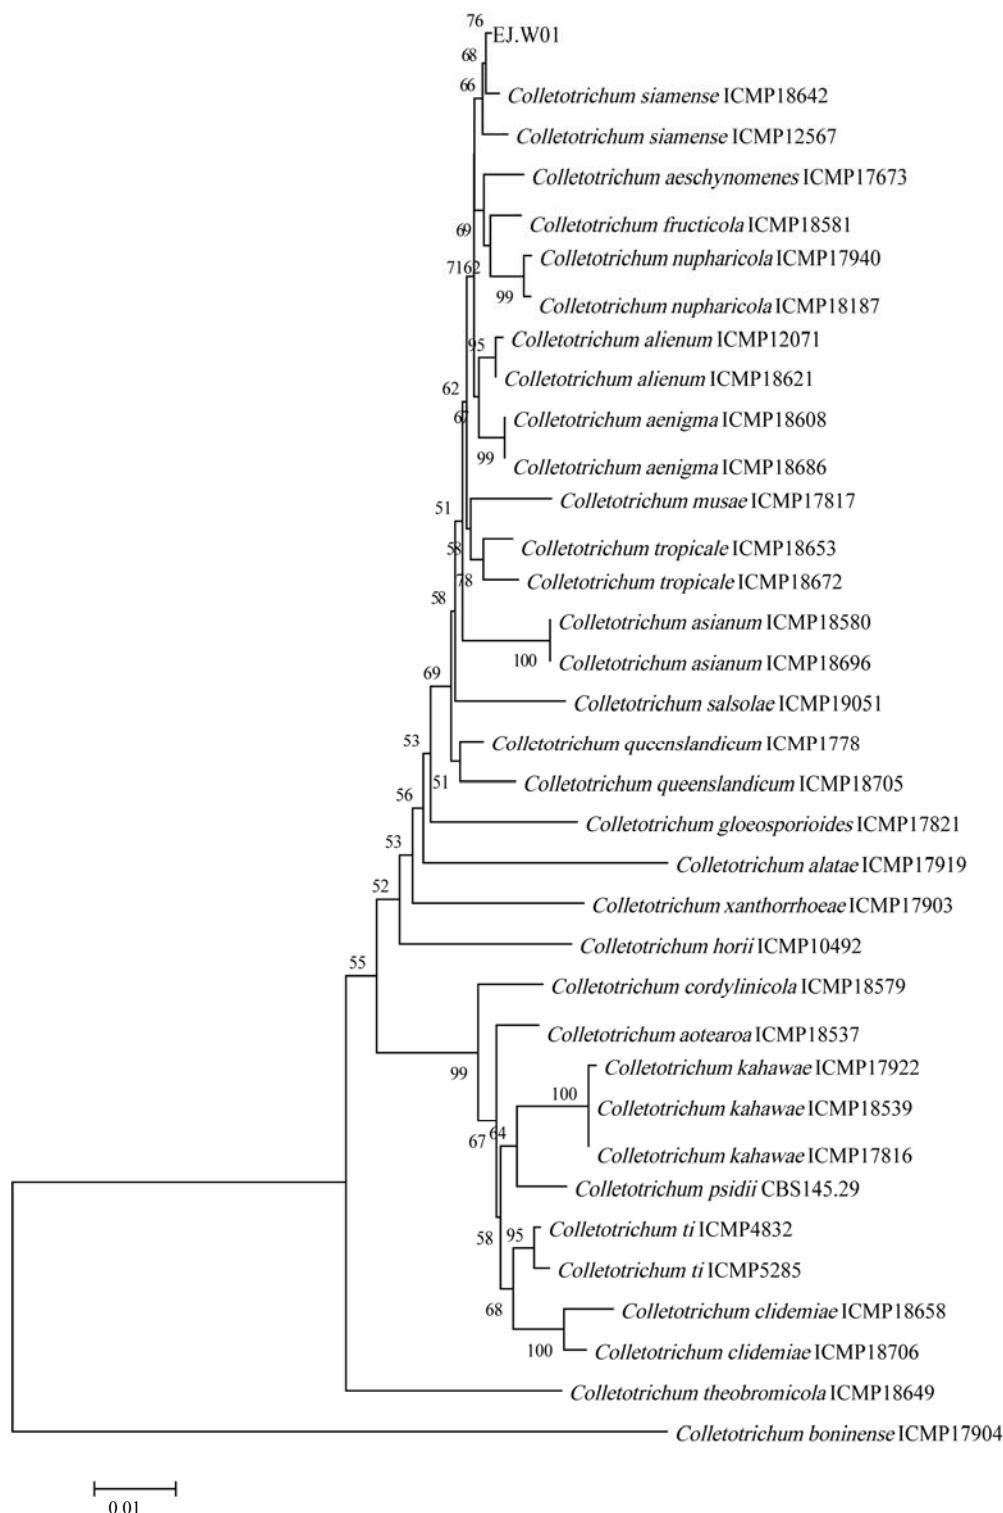 76
EJ.W01
68
66
Colletotrichum siamense ICMP18642
Colletotrichum siamense ICMP12567
Colletotrichum aeschynomenes ICMP17673
69
Colletotrichum fructicola ICMP18581
7162
Colletotrichum nupharicola ICMP17940
99
Colletotrichum nupharicola ICMP18187
95
Colletotrichum alienum ICMP12071
Colletotrichum alienum ICMP18621
62
67
Colletotrichum aenigma ICMP18608
99
Colletotrichum aenigma ICMP18686
Colletotrichum musae ICMP17817
51
58
Colletotrichum tropicale ICMP18653
78
Colletotrichum tropicale ICMP18672
58
Colletotrichum asianum ICMP18580
100
Colletotrichum asianum ICMP18696
69
Colletotrichum salsolae ICMP19051
53
Colletotrichum queenslandicum ICMP1778
51
Colletotrichum queenslandicum ICMP18705
56
Colletotrichum gloeosporioides ICMP17821
53
Colletotrichum alatae ICMP17919
52
Colletotrichum xanthorrhoeae ICMP17903
Colletotrichum horii ICMP10492
55
Colletotrichum cordylinicola ICMP18579
Colletotrichum aotearoa ICMP18537
99
Colletotrichum kahawae ICMP17922
100
Colletotrichum kahawae ICMP18539
67
64
Colletotrichum kahawae ICMP17816
Colletotrichum psidii CBS145.29
58
95
Colletotrichum ti ICMP4832
Colletotrichum ti ICMP5285
68
Colletotrichum clidemiae ICMP18658
100
Colletotrichum clidemiae ICMP18706
Colletotrichum theobromicola ICMP18649
Colletotrichum boninense ICMP17904
0.01